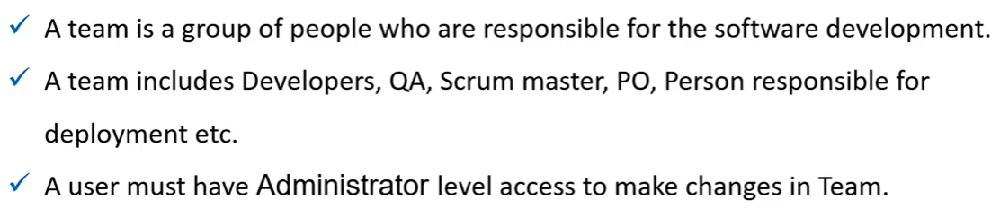 ✓ A team is a group of people who are responsible for the software development.
✓ A team includes Developers, QA, Scrum master, PO, Person responsible for
deployment etc.
✓ A user must have Administrator level access to make changes in Team.